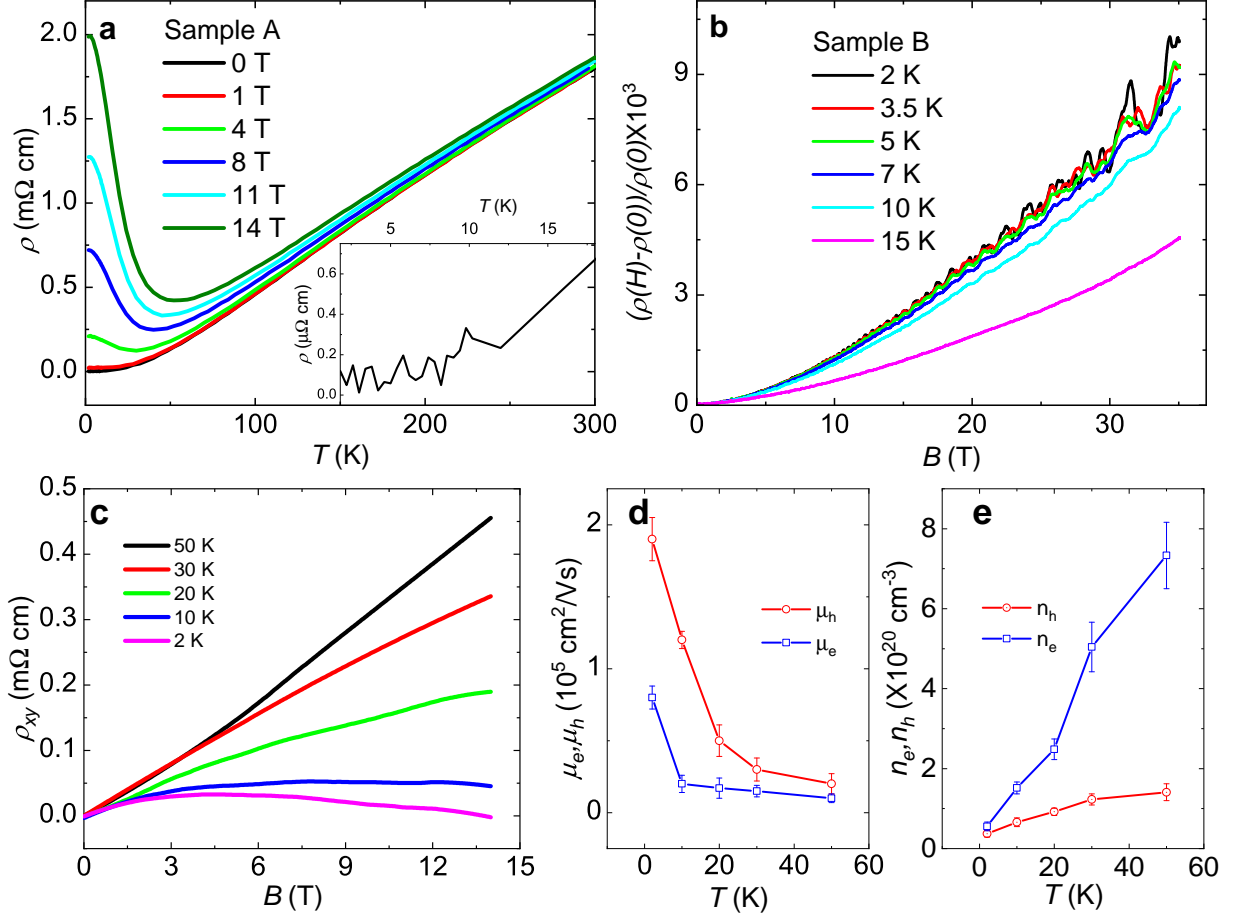 a
Sample A
0 T
1 T
4 T
8 T
11 T
14 T
2.0
1.5
1.0
0.5
0.0
ρ (mΩ cm)
0
100
200
300
T (K)
T (K)
5
10
15
0.6
0.4
0.2
0.0
ρ (μΩ cm)
b
Sample B
2 K
3.5 K
5 K
7 K
10 K
15 K
9
6
3
0
(ρ(H)-ρ(0))/ρ(0)X10³
0
10
20
30
B (T)
c
50 K
30 K
20 K
10 K
2 K
0.5
0.4
0.3
0.2
0.1
0.0
ρxy (mΩ cm)
0
3
6
9
12
15
B (T)
d
μh
μe
2
1
0
μe,μh (10⁵ cm²/Vs)
0
20
40
60
T (K)
e
nh
ne
8
6
4
2
0
ne,nh (X10²⁰ cm⁻³)
0
20
40
60
T (K)